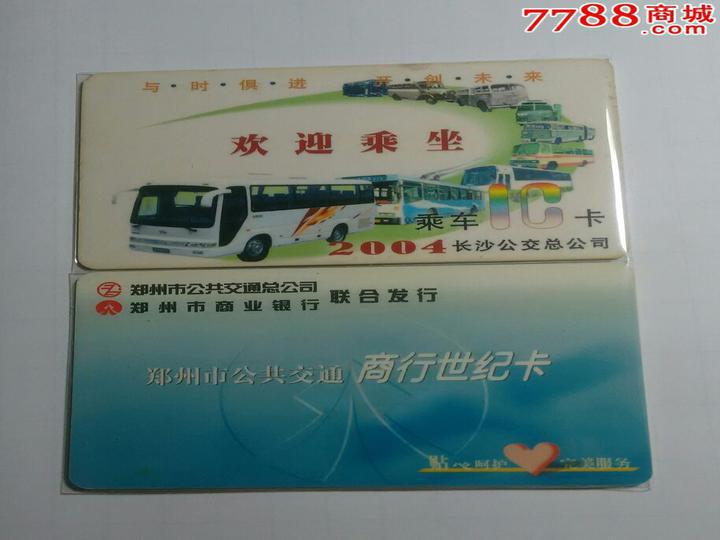 7788商城
.com
与·时·俱·进 开·创·未·来
欢迎乘坐
乘车IC卡
2004长沙公交总公司
郑州市公共交通总公司
郑州市商业银行
联合发行
郑州市公共交通 商行世纪卡
贴心呵护 完美服务